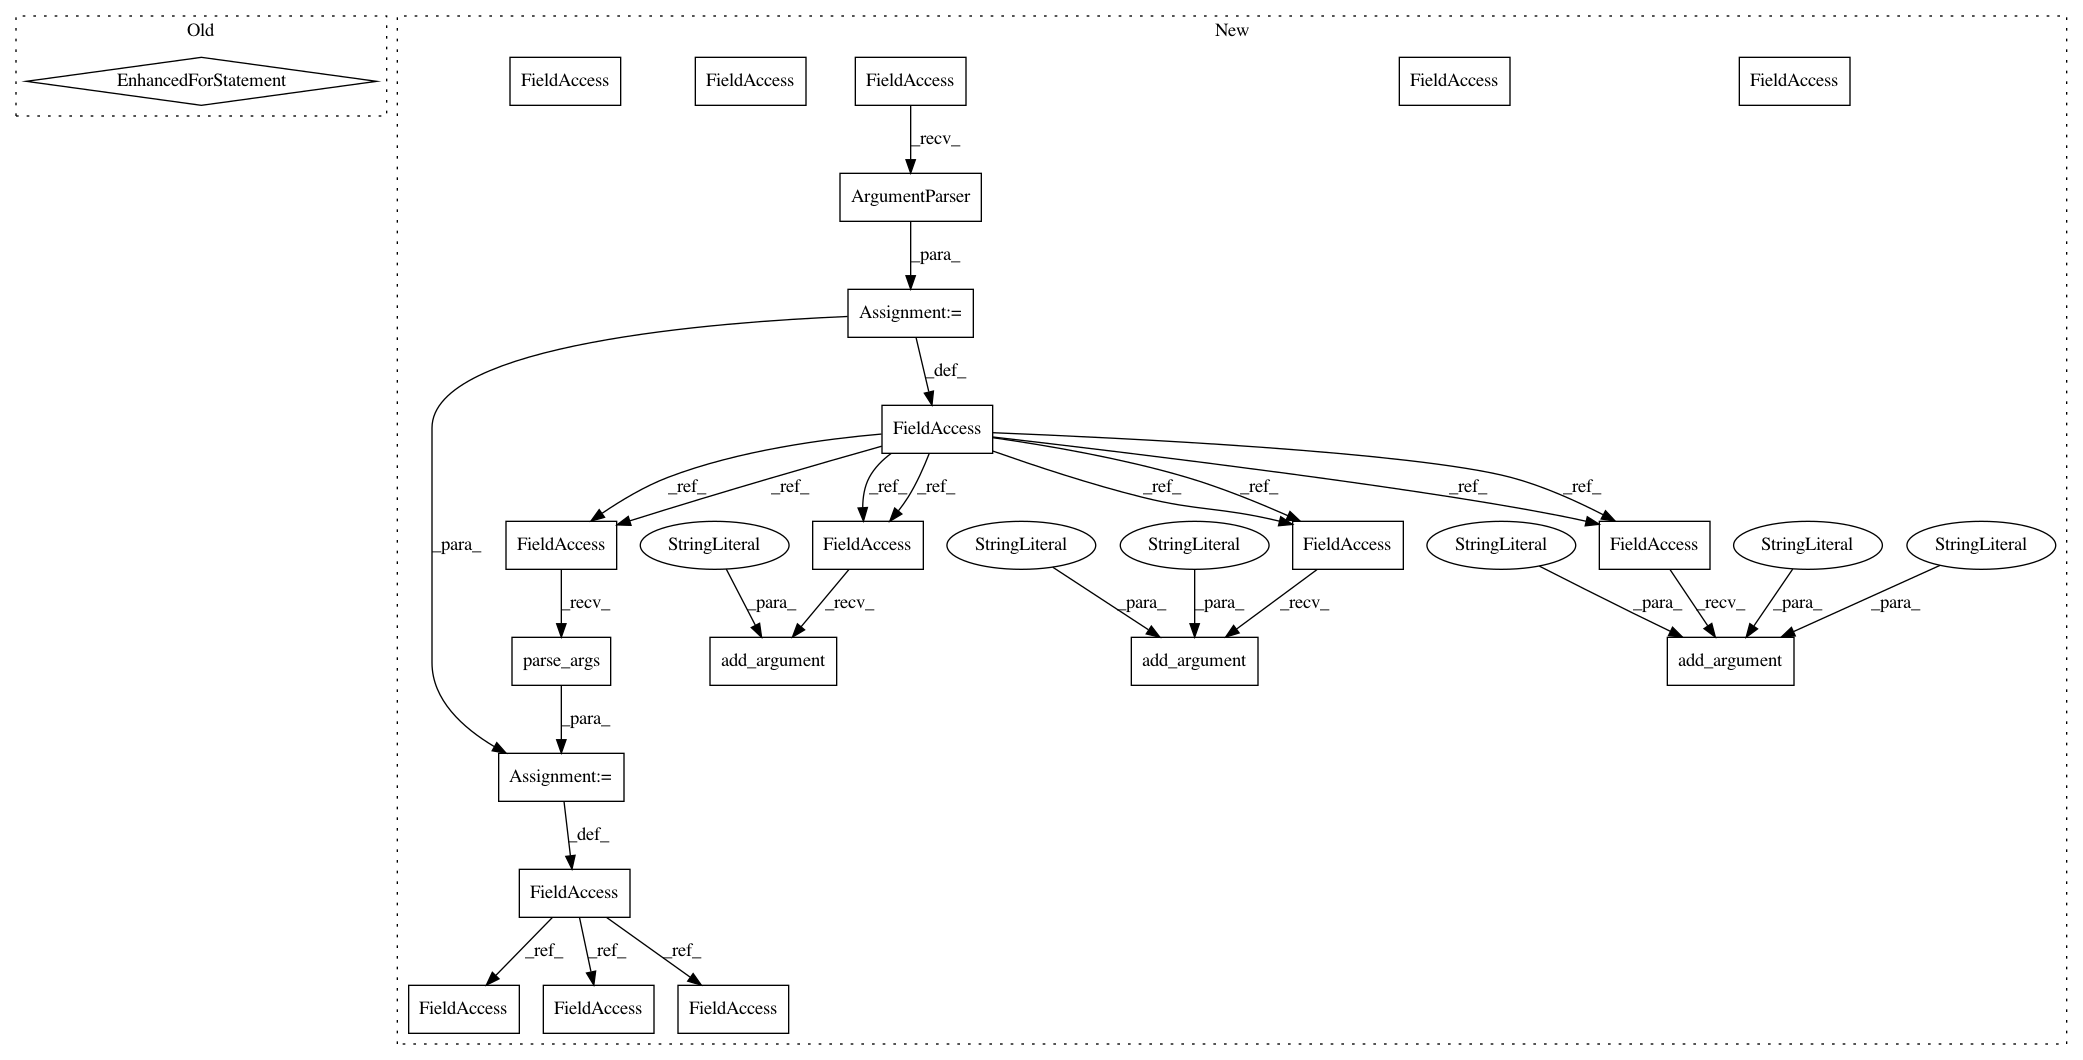 Old
New
EnhancedForStatement
FieldAccess
FieldAccess
FieldAccess
FieldAccess
FieldAccess
_recv_
ArgumentParser
_para_
Assignment:=
_def_
FieldAccess
_ref_
_ref_
_ref_
_ref_
_ref_
_ref_
_ref_
_ref_
_para_
FieldAccess
StringLiteral
FieldAccess
StringLiteral
StringLiteral
FieldAccess
StringLiteral
FieldAccess
StringLiteral
StringLiteral
_recv_
_para_
_recv_
_para_
_para_
_recv_
_para_
_recv_
_para_
_para_
parse_args
add_argument
add_argument
add_argument
_para_
Assignment:=
_def_
FieldAccess
_ref_
_ref_
_ref_
FieldAccess
FieldAccess
FieldAccess